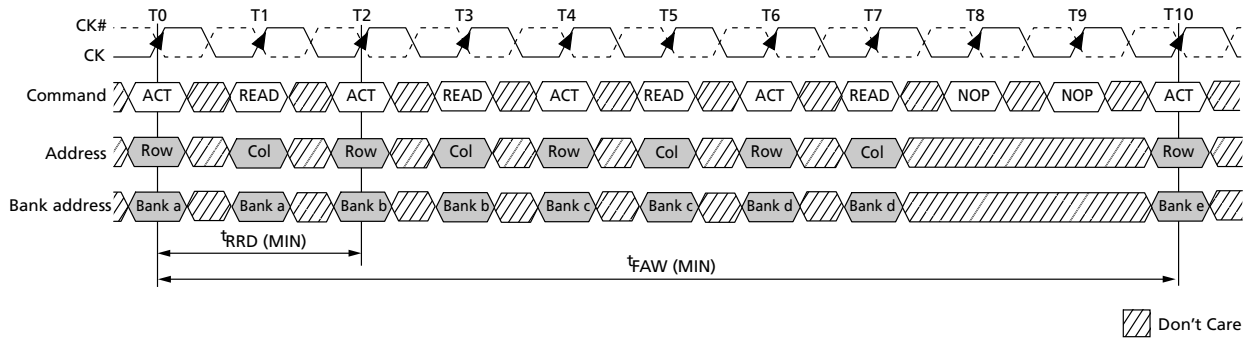 T0 T1 T2 T3 T4 T5 T6 T7 T8 T9 T10
CK#
CK
Command ACT READ ACT READ ACT READ ACT READ NOP NOP ACT
Address Row Col Row Col Row Col Row Col Row
Bank address Bank a Bank a Bank b Bank b Bank c Bank c Bank d Bank d Bank e
tRRD (MIN)
tFAW (MIN)
Don't Care